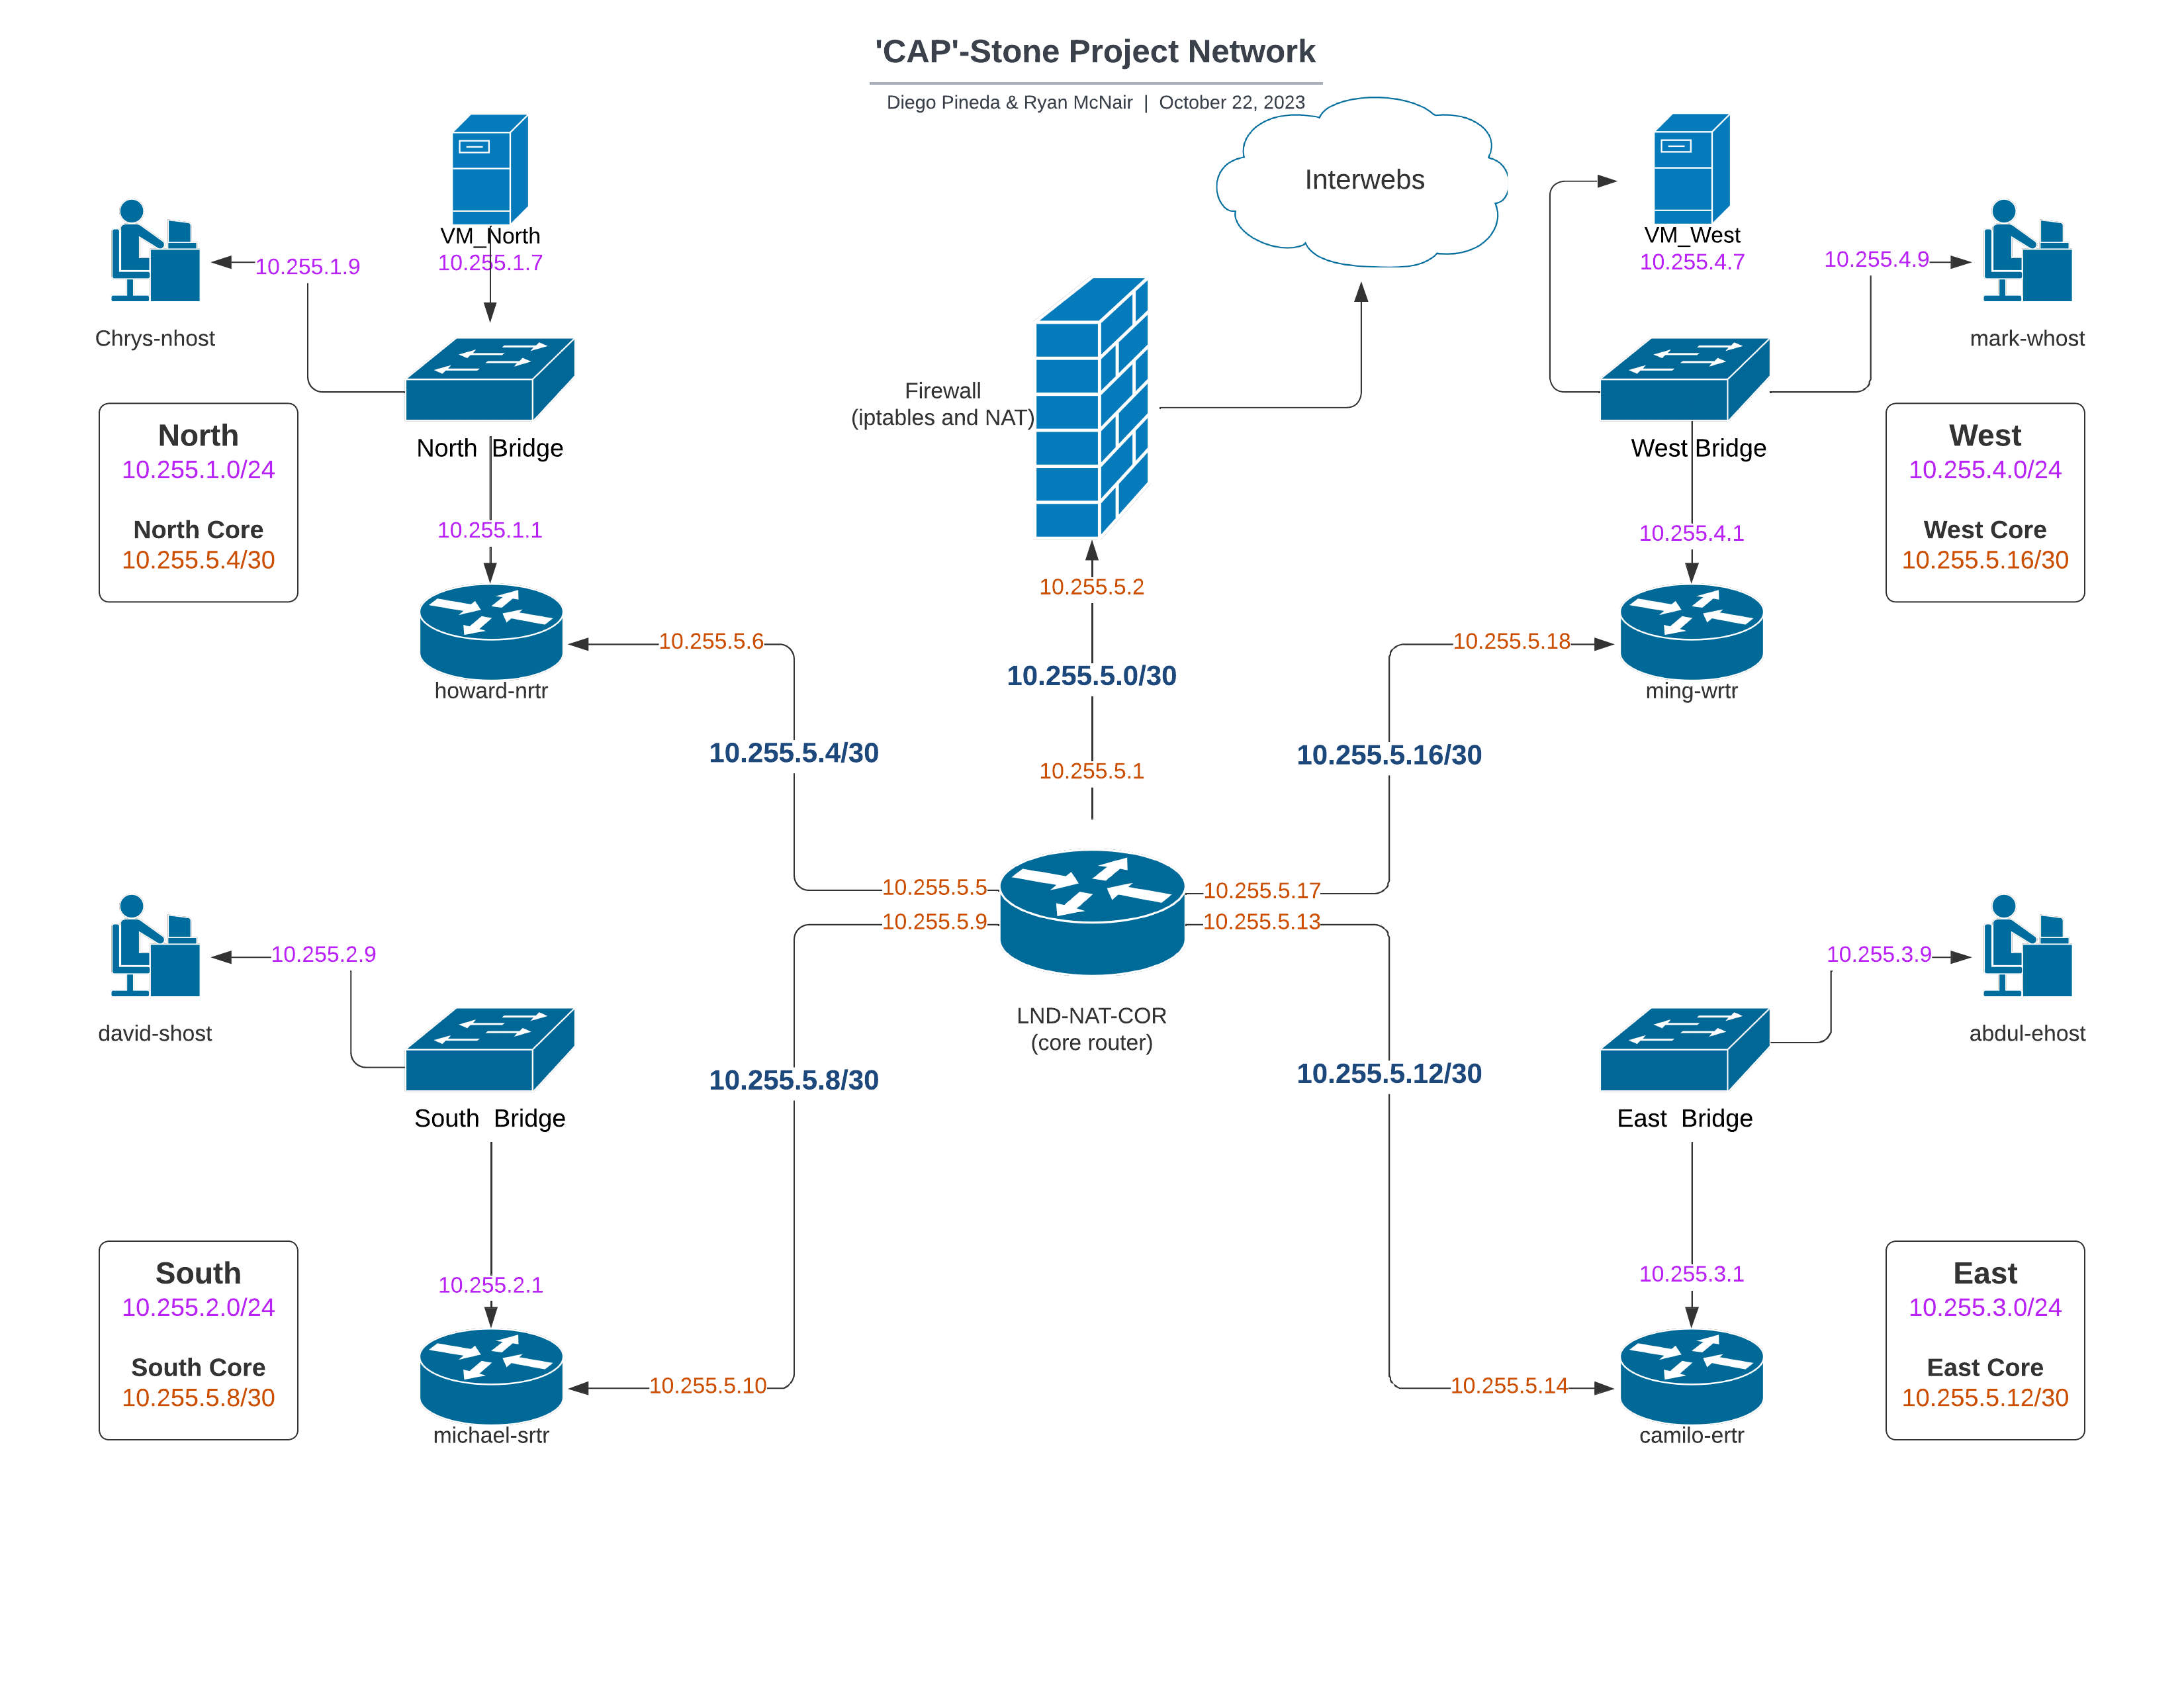 'CAP'-Stone Project Network
Diego Pineda & Ryan McNair | October 22, 2023
Interwebs
VM_North
10.255.1.7
10.255.1.9
Chrys-nhost
North Bridge
North
10.255.1.0/24
North Core
10.255.5.4/30
10.255.1.1
howard-nrtr
10.255.5.6
10.255.5.4/30
10.255.5.5
Firewall
(iptables and NAT)
10.255.5.2
10.255.5.0/30
10.255.5.1
VM_West
10.255.4.7
10.255.4.9
mark-whost
West Bridge
West
10.255.4.0/24
West Core
10.255.5.16/30
10.255.4.1
ming-wrtr
10.255.5.18
10.255.5.16/30
10.255.5.17
10.255.5.9
10.255.5.13
LND-NAT-COR
(core router)
10.255.2.9
david-shost
South Bridge
10.255.5.8/30
South
10.255.2.0/24
South Core
10.255.5.8/30
10.255.2.1
michael-srtr
10.255.5.10
10.255.3.9
abdul-ehost
East Bridge
10.255.5.12/30
East
10.255.3.0/24
East Core
10.255.5.12/30
10.255.3.1
camilo-ertr
10.255.5.14